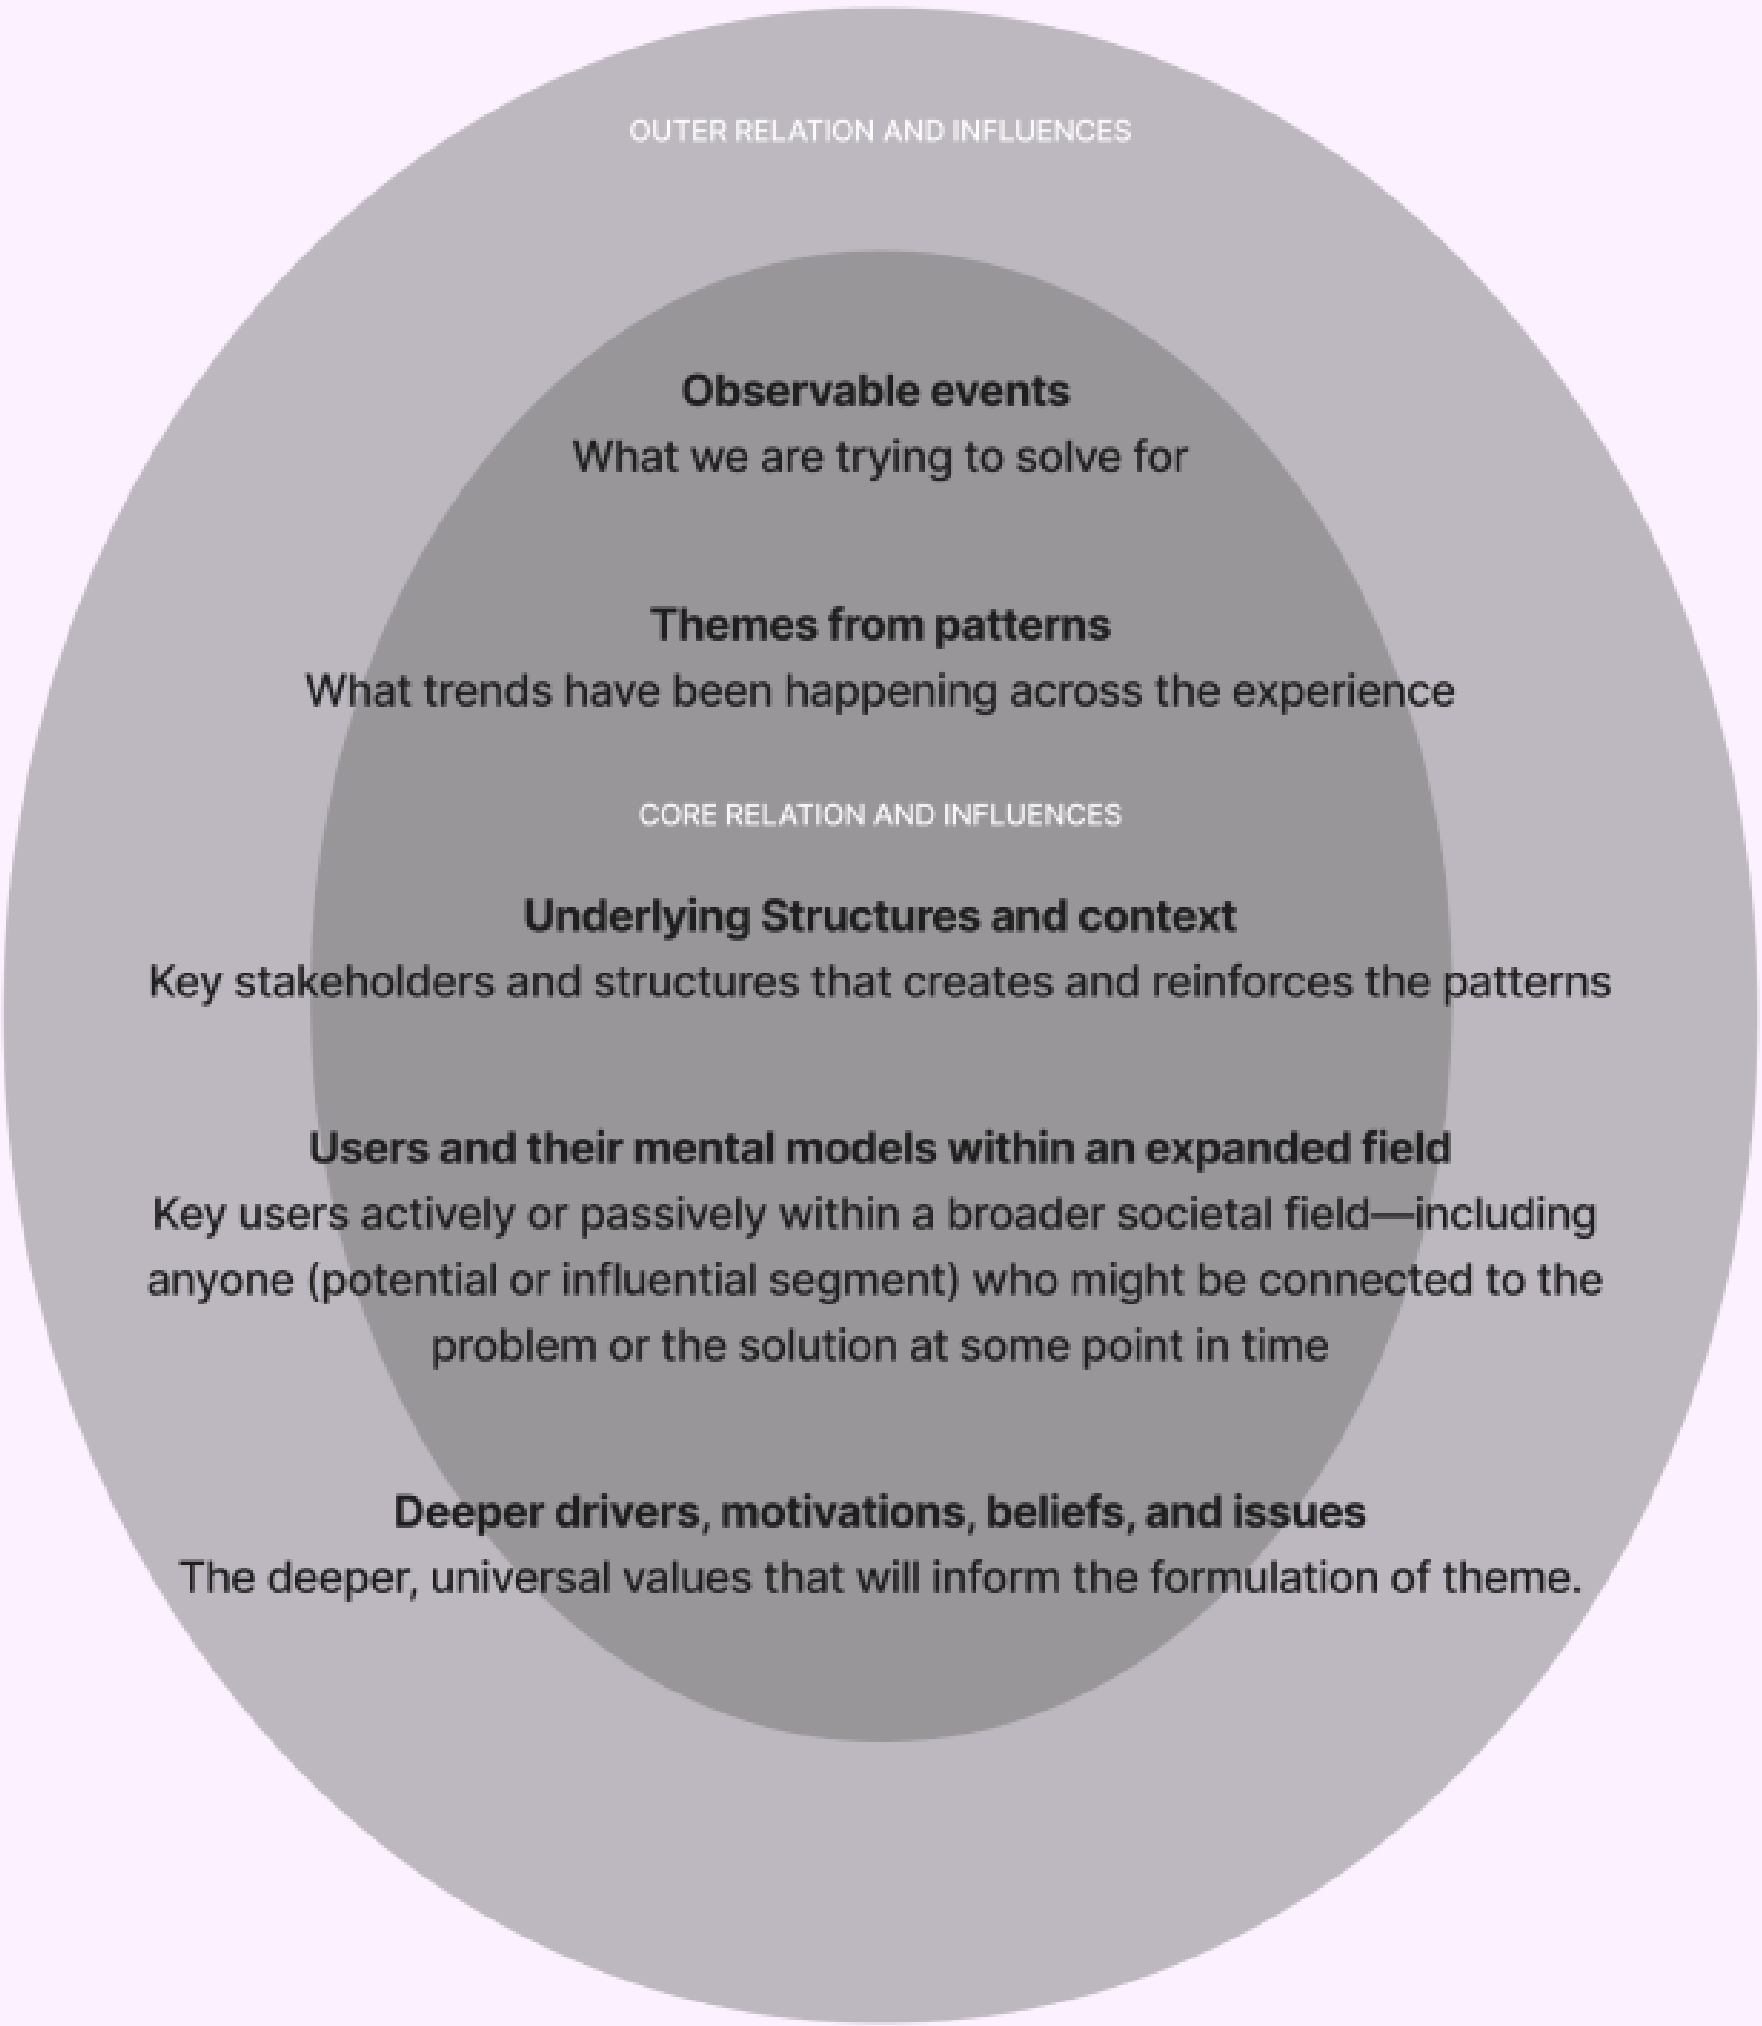 OUTER RELATION AND INFLUENCES
Observable events
What we are trying to solve for
Themes from patterns
What trends have been happening across the experience
CORE RELATION AND INFLUENCES
Underlying Structures and context
Key stakeholders and structures that creates and reinforces the patterns
Users and their mental models within an expanded field
Key users actively or passively within a broader societal field—including
anyone (potential or influential segment) who might be connected to the
problem or the solution at some point in time
Deeper drivers, motivations, beliefs, and issues
The deeper, universal values that will inform the formulation of theme.